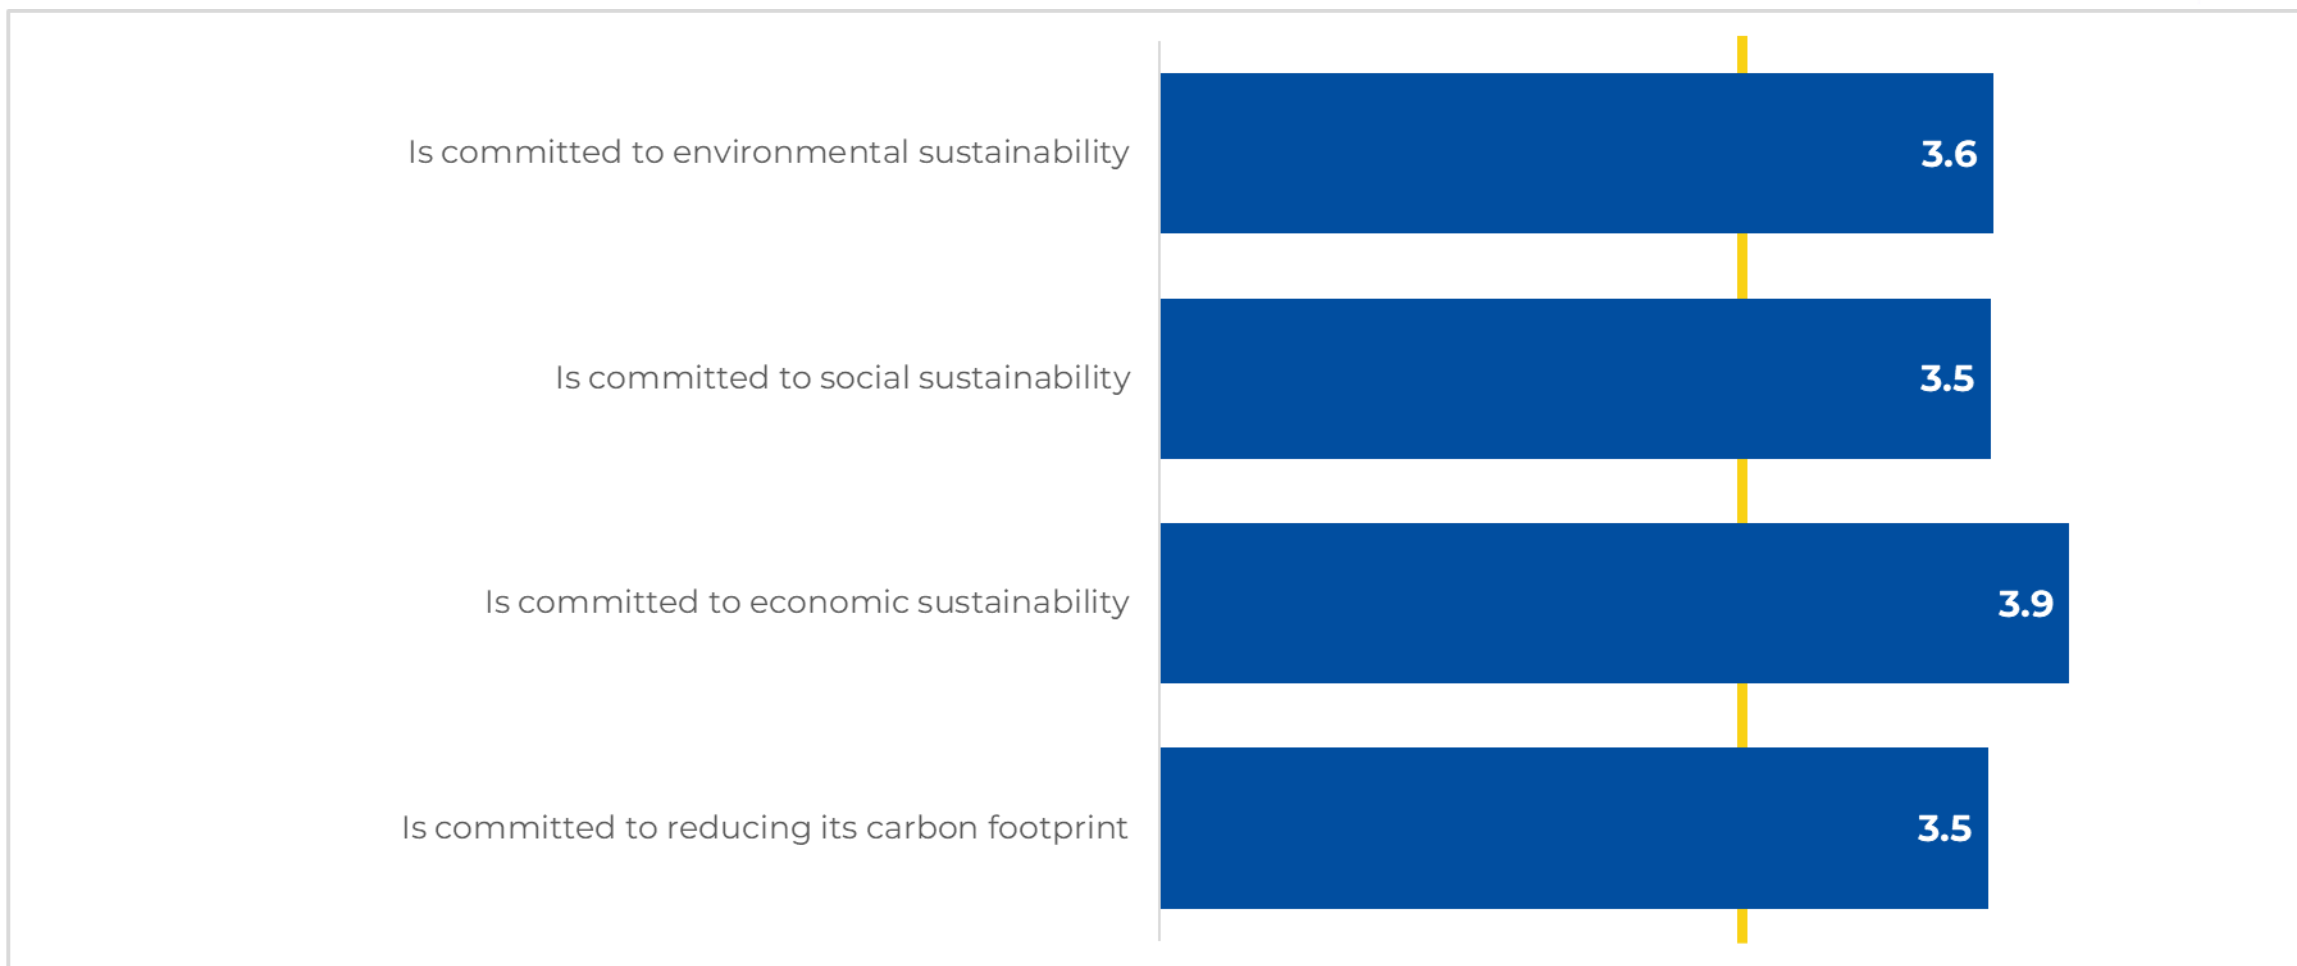 Is committed to environmental sustainability 3.6
Is committed to social sustainability 3.5
Is committed to economic sustainability 3.9
Is committed to reducing its carbon footprint 3.5